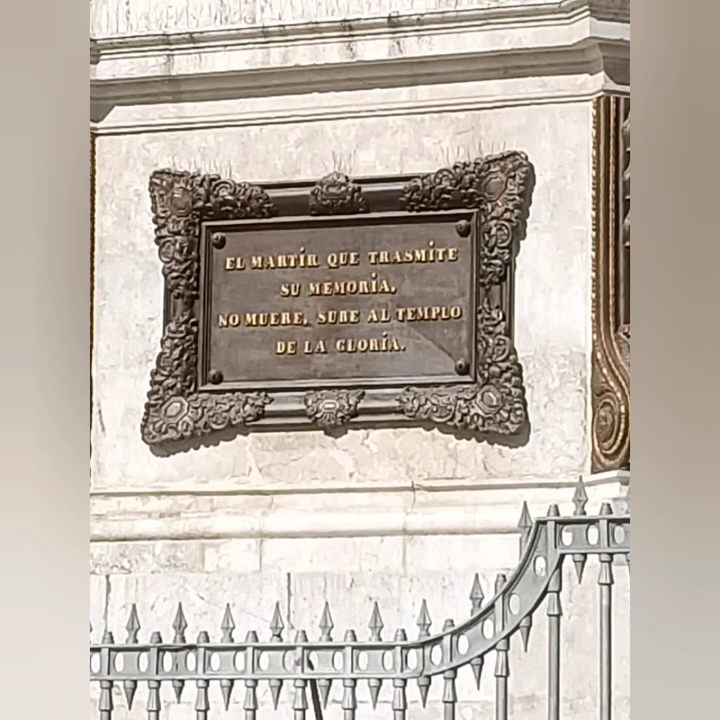 EL MARTIR QUE TRASMITE
SU MEMORIA.
NO MUERE, SUBE AL TEMPLO
DE LA GLORIA.